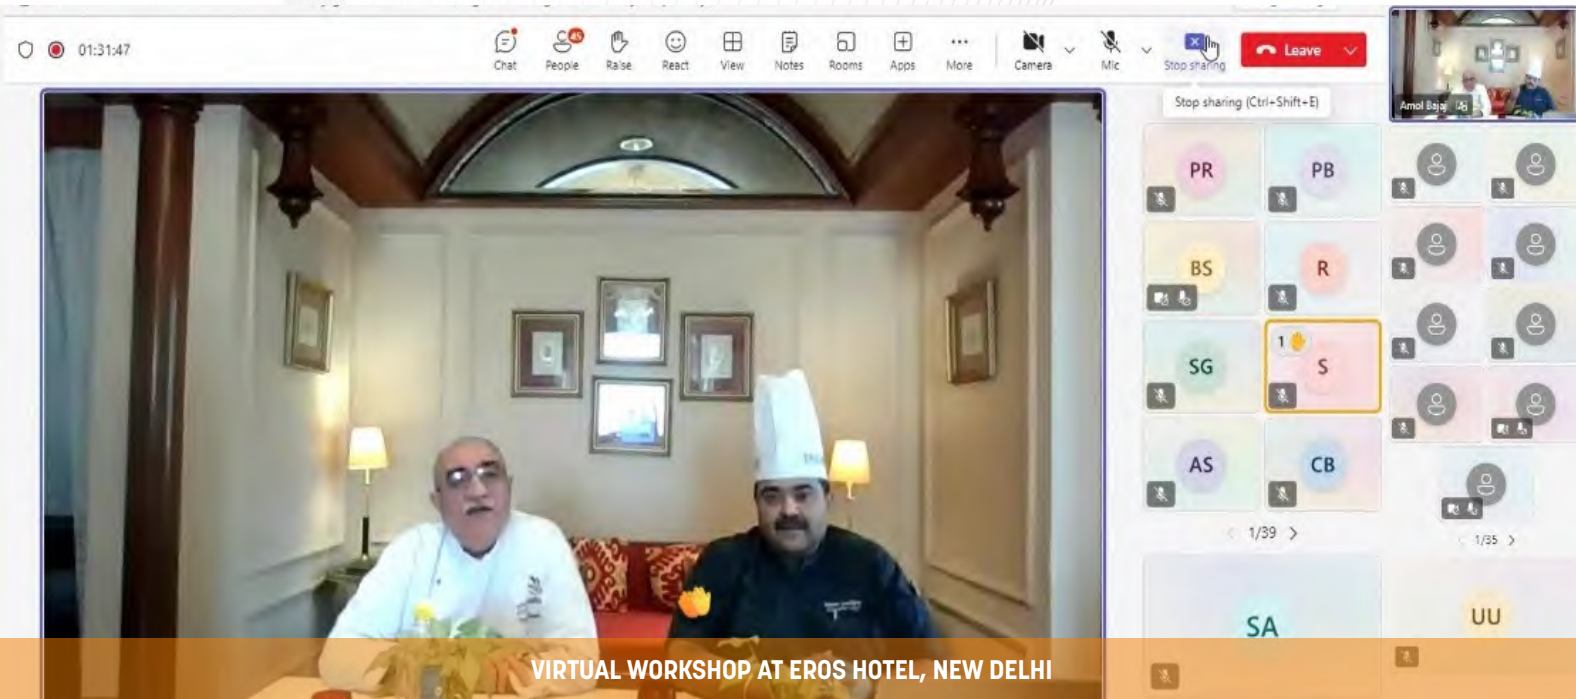 01:31:47
Chat
45
People
Raise
React
View
Notes
Rooms
Apps
More
Camera
Mic
Stop sharing
Leave
Stop sharing (Ctrl+Shift+E)
Amol Bajaj
PR
PB
BS
R
SG
1
S
AS
CB
1/39
1/35
SA
UU
VIRTUAL WORKSHOP AT EROS HOTEL, NEW DELHI